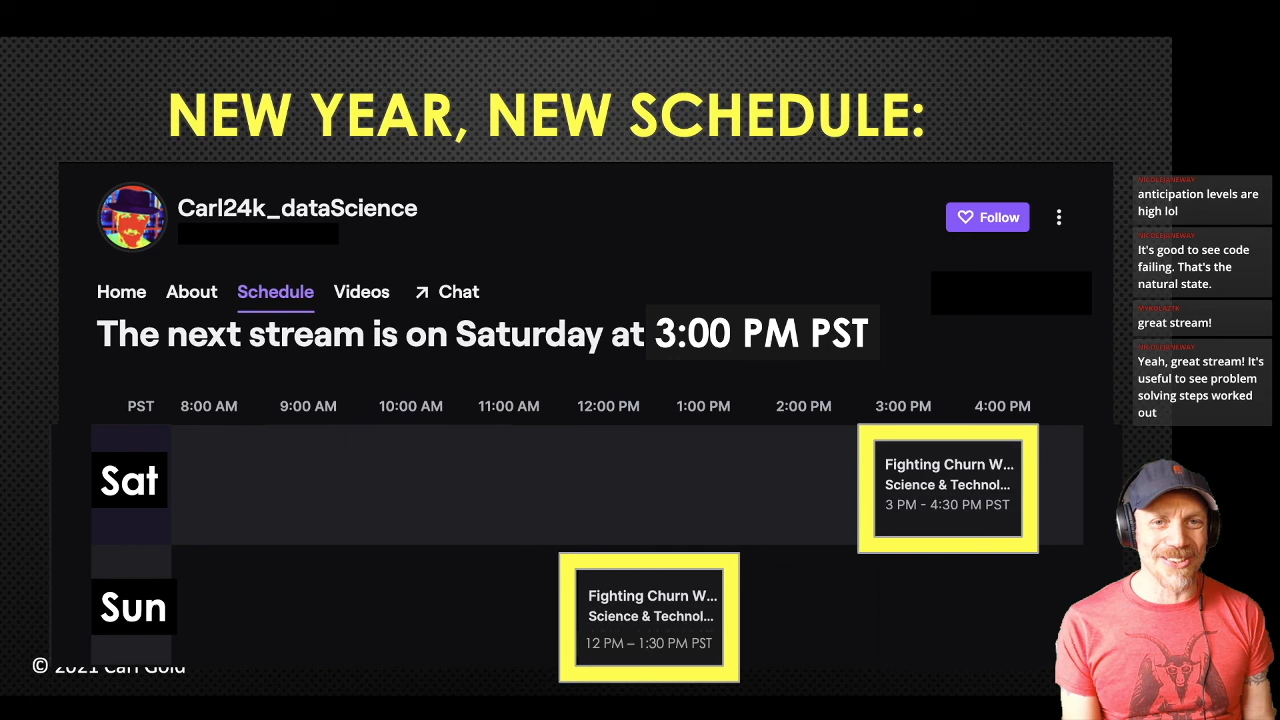 NEW YEAR, NEW SCHEDULE:
Carl24k_dataScience
Follow
Home About Schedule Videos Chat
The next stream is on Saturday at 3:00 PM PST
PST 8:00 AM 9:00 AM 10:00 AM 11:00 AM 12:00 PM 1:00 PM 2:00 PM 3:00 PM 4:00 PM
Sat
Fighting Churn W...
Science & Technol...
3 PM - 4:30 PM PST
Sun
Fighting Churn W...
Science & Technol...
12 PM – 1:30 PM PST
© 2021 Carl Gold
anticipation levels are
high lol
It's good to see code
failing. That's the
natural state.
great stream!
Yeah, great stream! It's
useful to see problem
solving steps worked
out